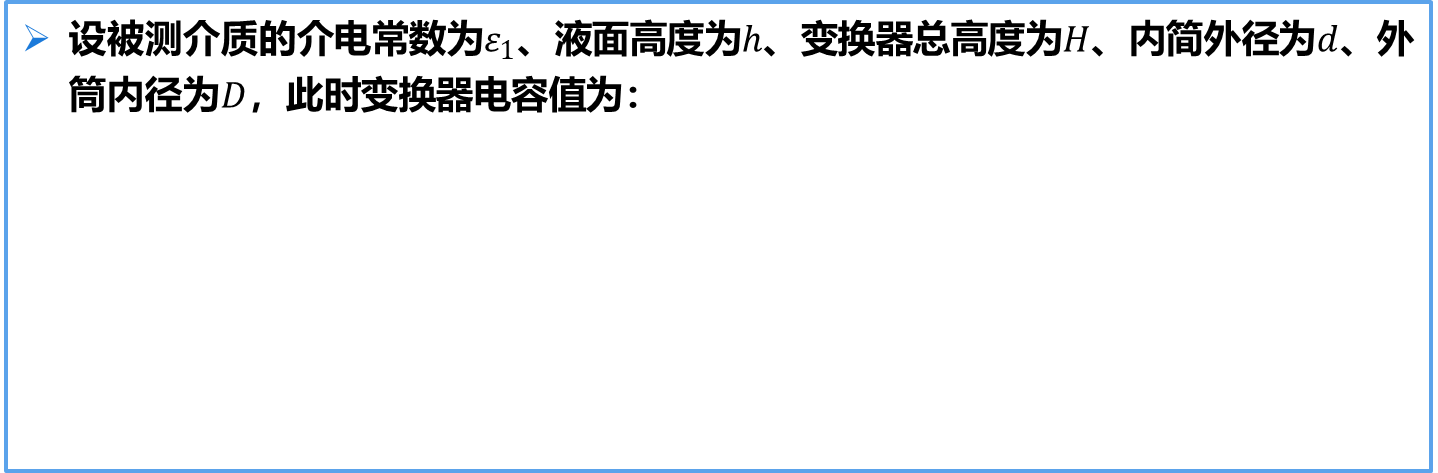 ➢ 设被测介质的介电常数为𝜀₁、液面高度为ℎ、变换器总高度为𝐻、内简外径为𝑑、外
筒内径为𝐷，此时变换器电容值为：